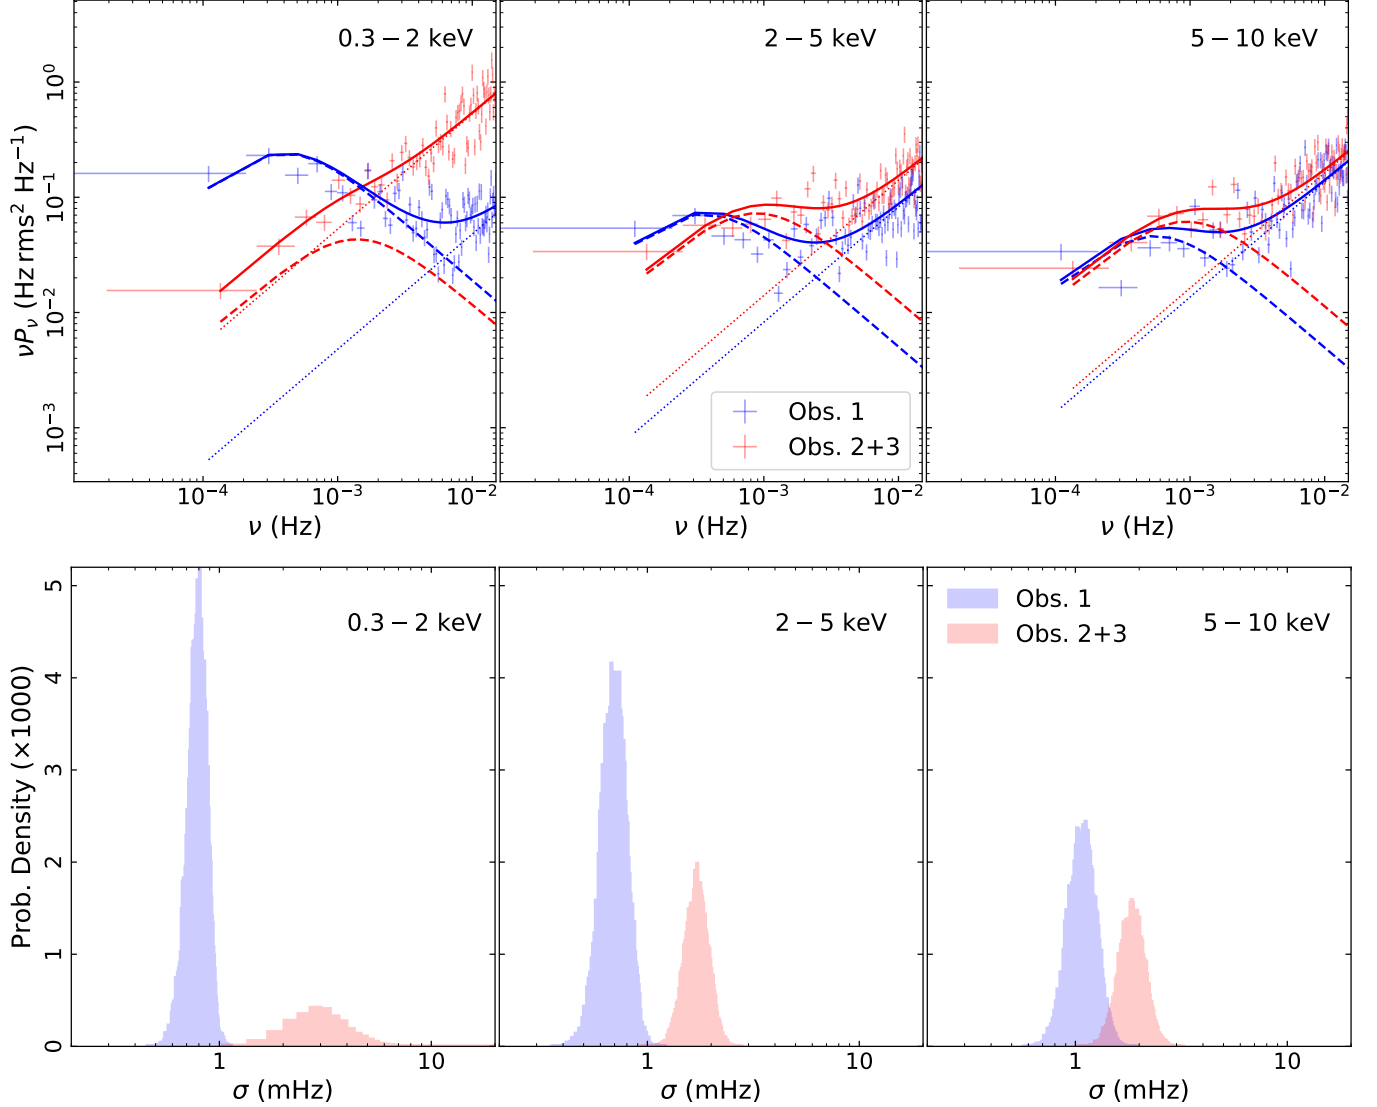 0.3 − 2 keV
2 − 5 keV
5 − 10 keV
νPν (Hz rms² Hz⁻¹)
10⁰
10⁻¹
10⁻²
10⁻³
Obs. 1
Obs. 2+3
10⁻⁴ 10⁻³ 10⁻²
10⁻⁴ 10⁻³ 10⁻²
10⁻⁴ 10⁻³ 10⁻²
ν (Hz)
ν (Hz)
ν (Hz)
Prob. Density (×1000)
5
4
3
2
1
0
0.3 − 2 keV
2 − 5 keV
Obs. 1
Obs. 2+3
5 − 10 keV
1 10
1 10
1 10
σ (mHz)
σ (mHz)
σ (mHz)